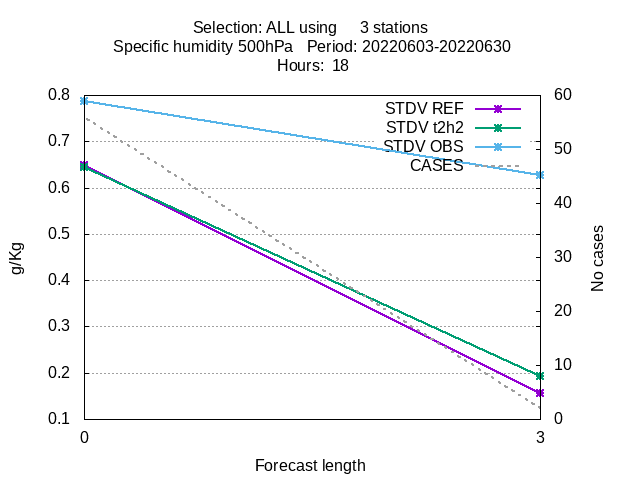 Selection: ALL using 3 stations
Specific humidity 500hPa Period: 20220603-20220630
Hours: 18
0.8
0.7
0.6
0.5
0.4
0.3
0.2
0.1
g/Kg
STDV REF
STDV t2h2
STDV OBS
CASES
60
50
40
30
20
10
0
No cases
0
3
Forecast length